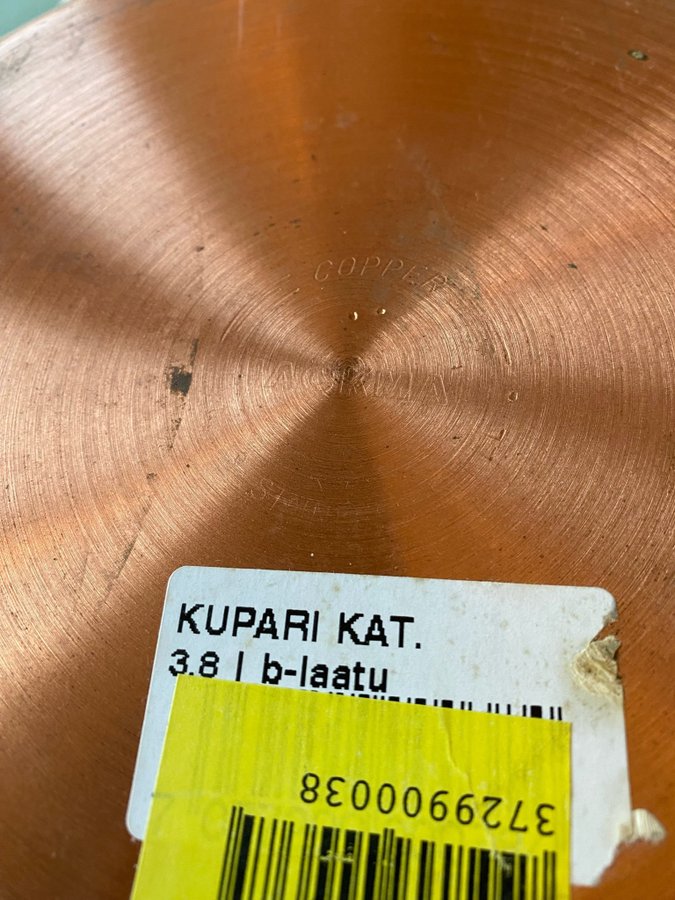 COPPER
KUPARI KAT.
3.8 l b-laatu
3729900038